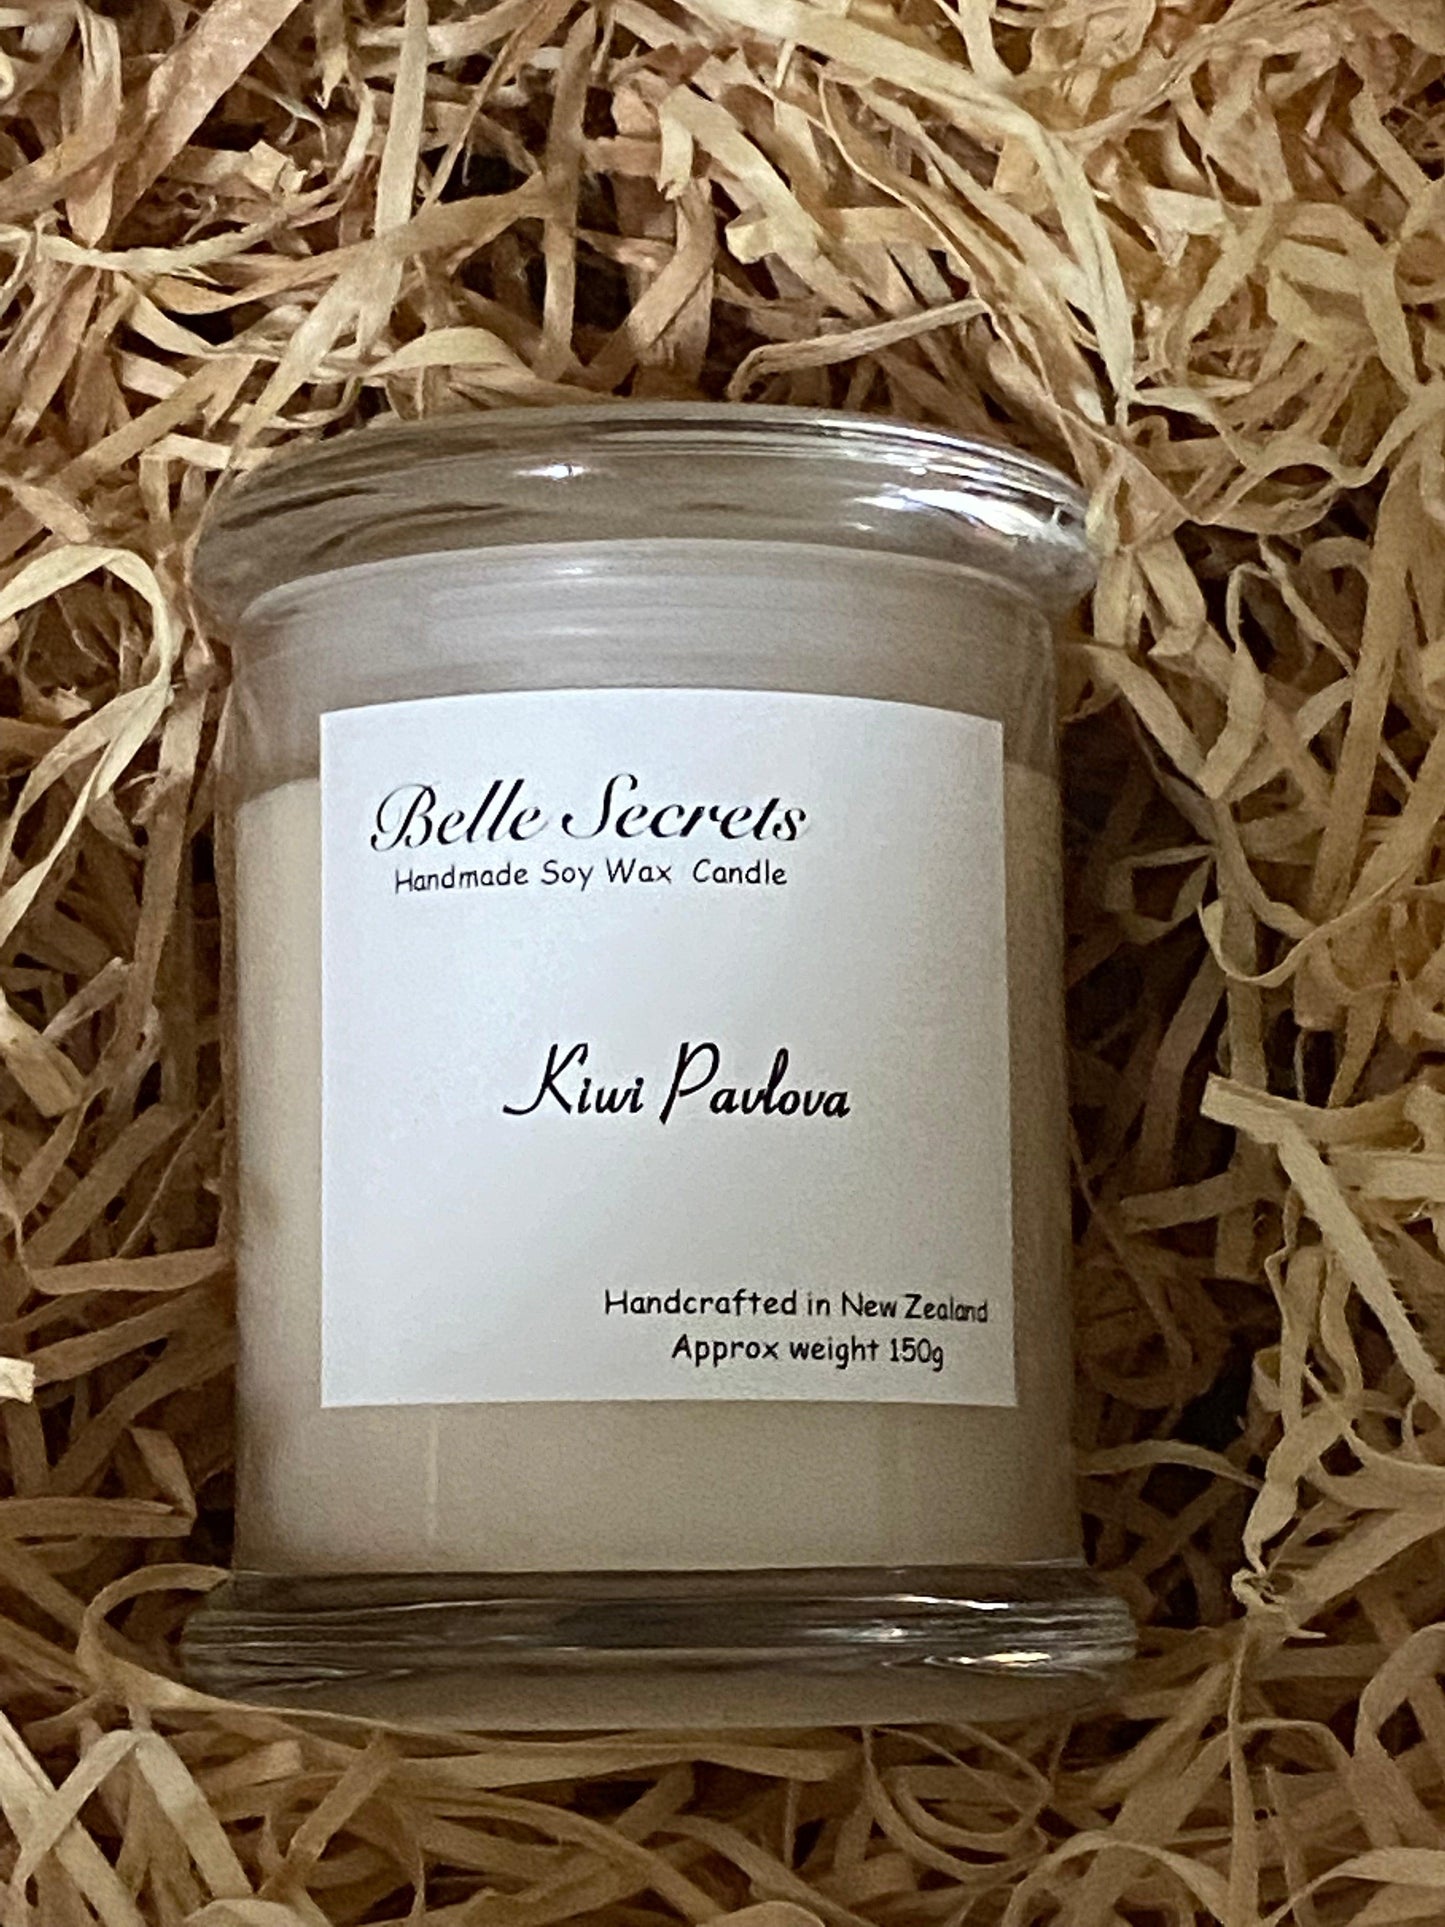 Belle Secrets
Handmade Soy Wax Candle
Kiwi Pavlova
Handcrafted in New Zealand
Approx weight 150g